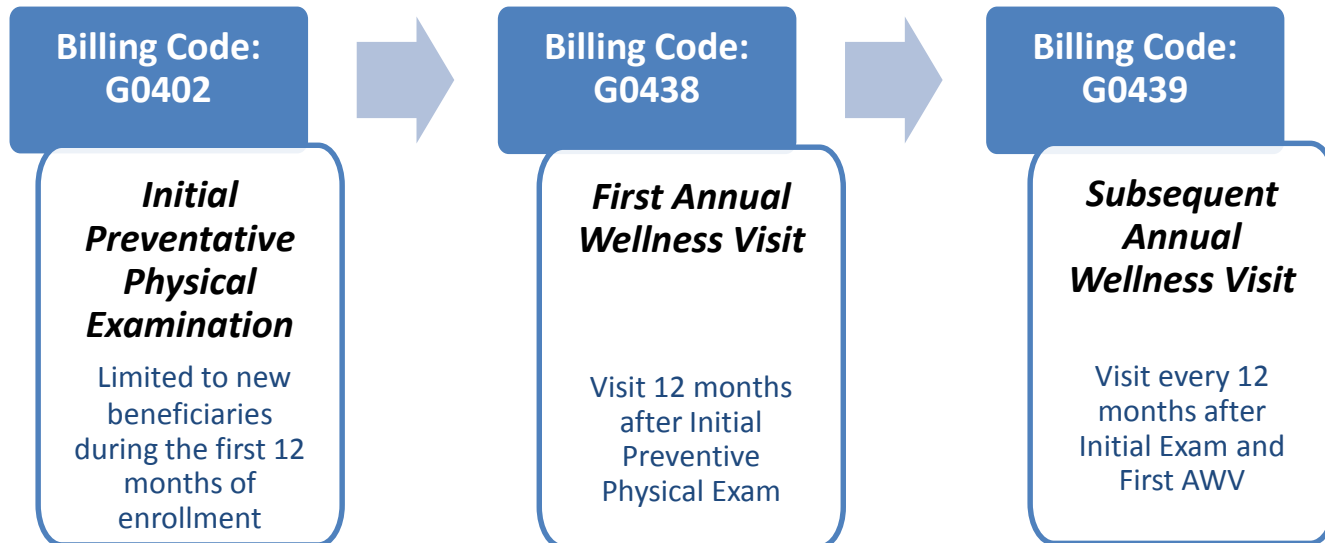 Billing Code:
G0402
Initial
Preventative
Physical
Examination
Limited to new
beneficiaries
during the first 12
months of
enrollment
Billing Code:
G0438
First Annual
Wellness Visit
Visit 12 months
after Initial
Preventive
Physical Exam
Billing Code:
G0439
Subsequent
Annual
Wellness Visit
Visit every 12
months after
Initial Exam and
First AWV